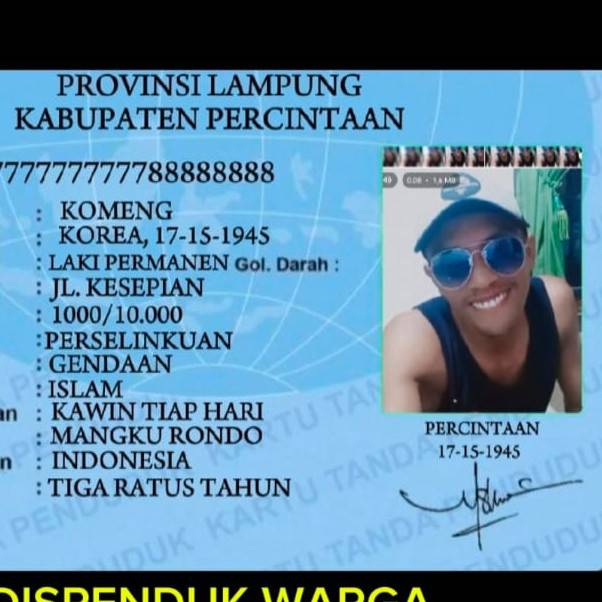 PROVINSI LAMPUNG
KABUPATEN PERCINTAAN
77777777777788888888
: KOMENG
: KOREA, 17-15-1945
: LAKI PERMANEN Gol. Darah :
: JL. KESEPIAN
: 1000/10.000
: PERSELINKUAN
: GENDAAN
: ISLAM
an : KAWIN TIAP HARI
: MANGKU RONDO
n : INDONESIA
: TIGA RATUS TAHUN
49 0.08 • 1,6 MB
PERCINTAAN
17-15-1945
KARTU TANDA PENDUDUK
DISPENDUK WARGA